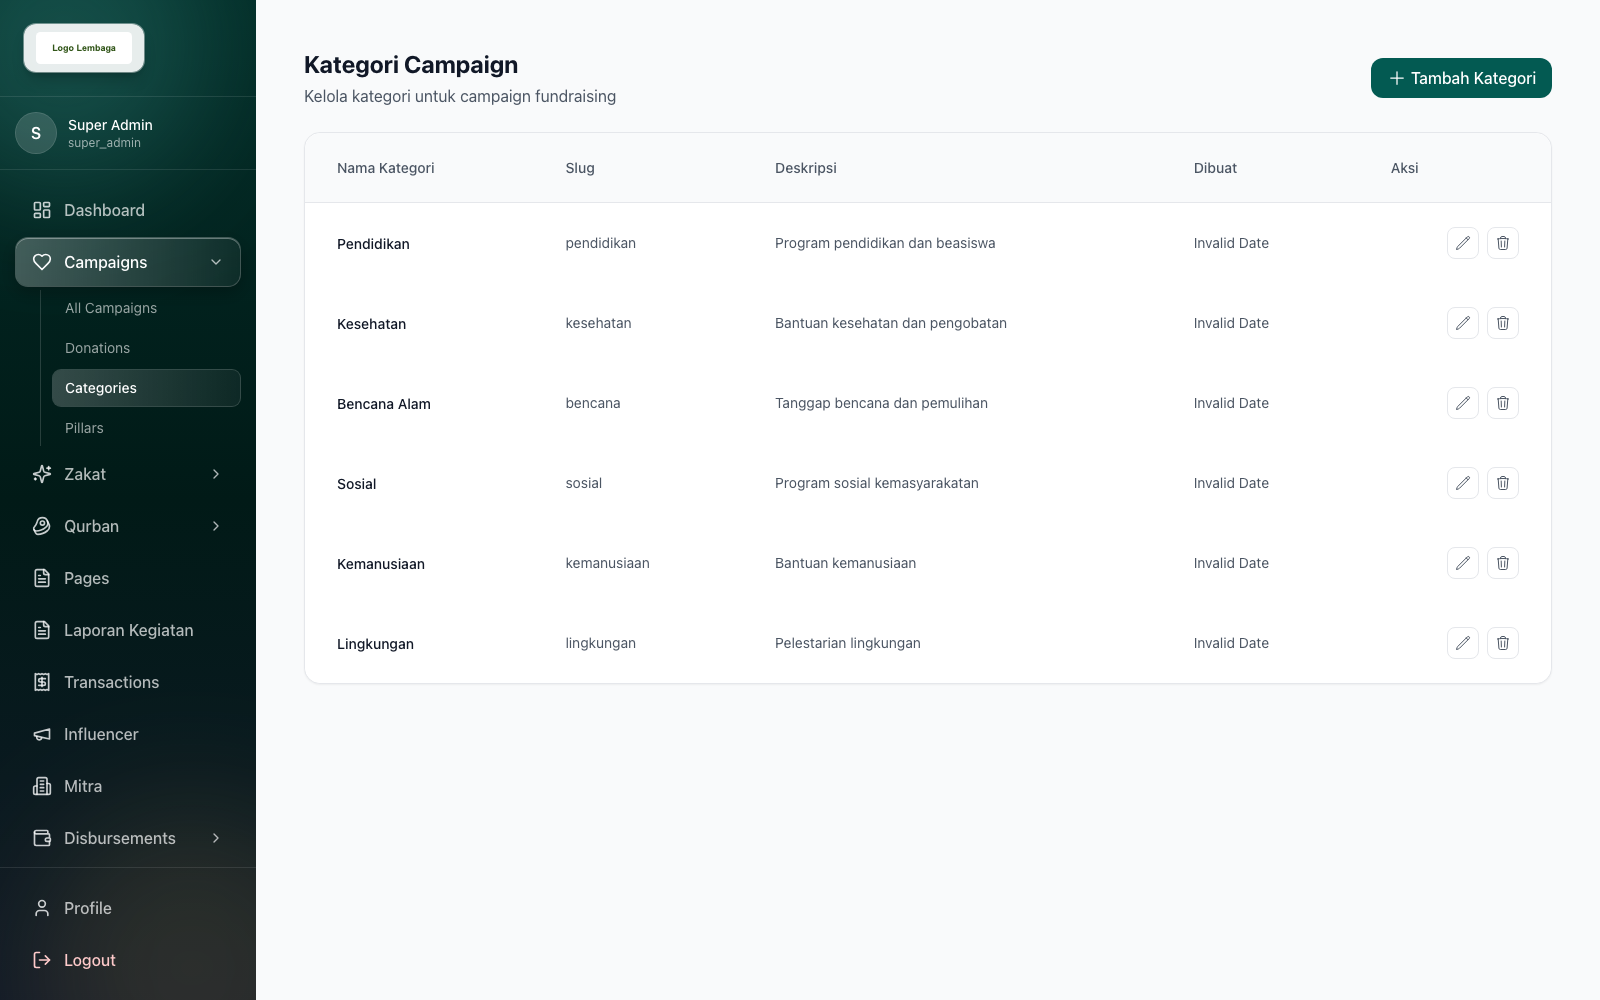 Logo Lembaga
S
Super Admin
super_admin
Dashboard
Campaigns
All Campaigns
Donations
Categories
Pillars
Zakat
Qurban
Pages
Laporan Kegiatan
Transactions
Influencer
Mitra
Disbursements
Profile
Logout
Kategori Campaign
Kelola kategori untuk campaign fundraising
Tambah Kategori
Nama Kategori Slug Deskripsi Dibuat Aksi
Pendidikan pendidikan Program pendidikan dan beasiswa Invalid Date
Kesehatan kesehatan Bantuan kesehatan dan pengobatan Invalid Date
Bencana Alam bencana Tanggap bencana dan pemulihan Invalid Date
Sosial sosial Program sosial kemasyarakatan Invalid Date
Kemanusiaan kemanusiaan Bantuan kemanusiaan Invalid Date
Lingkungan lingkungan Pelestarian lingkungan Invalid Date